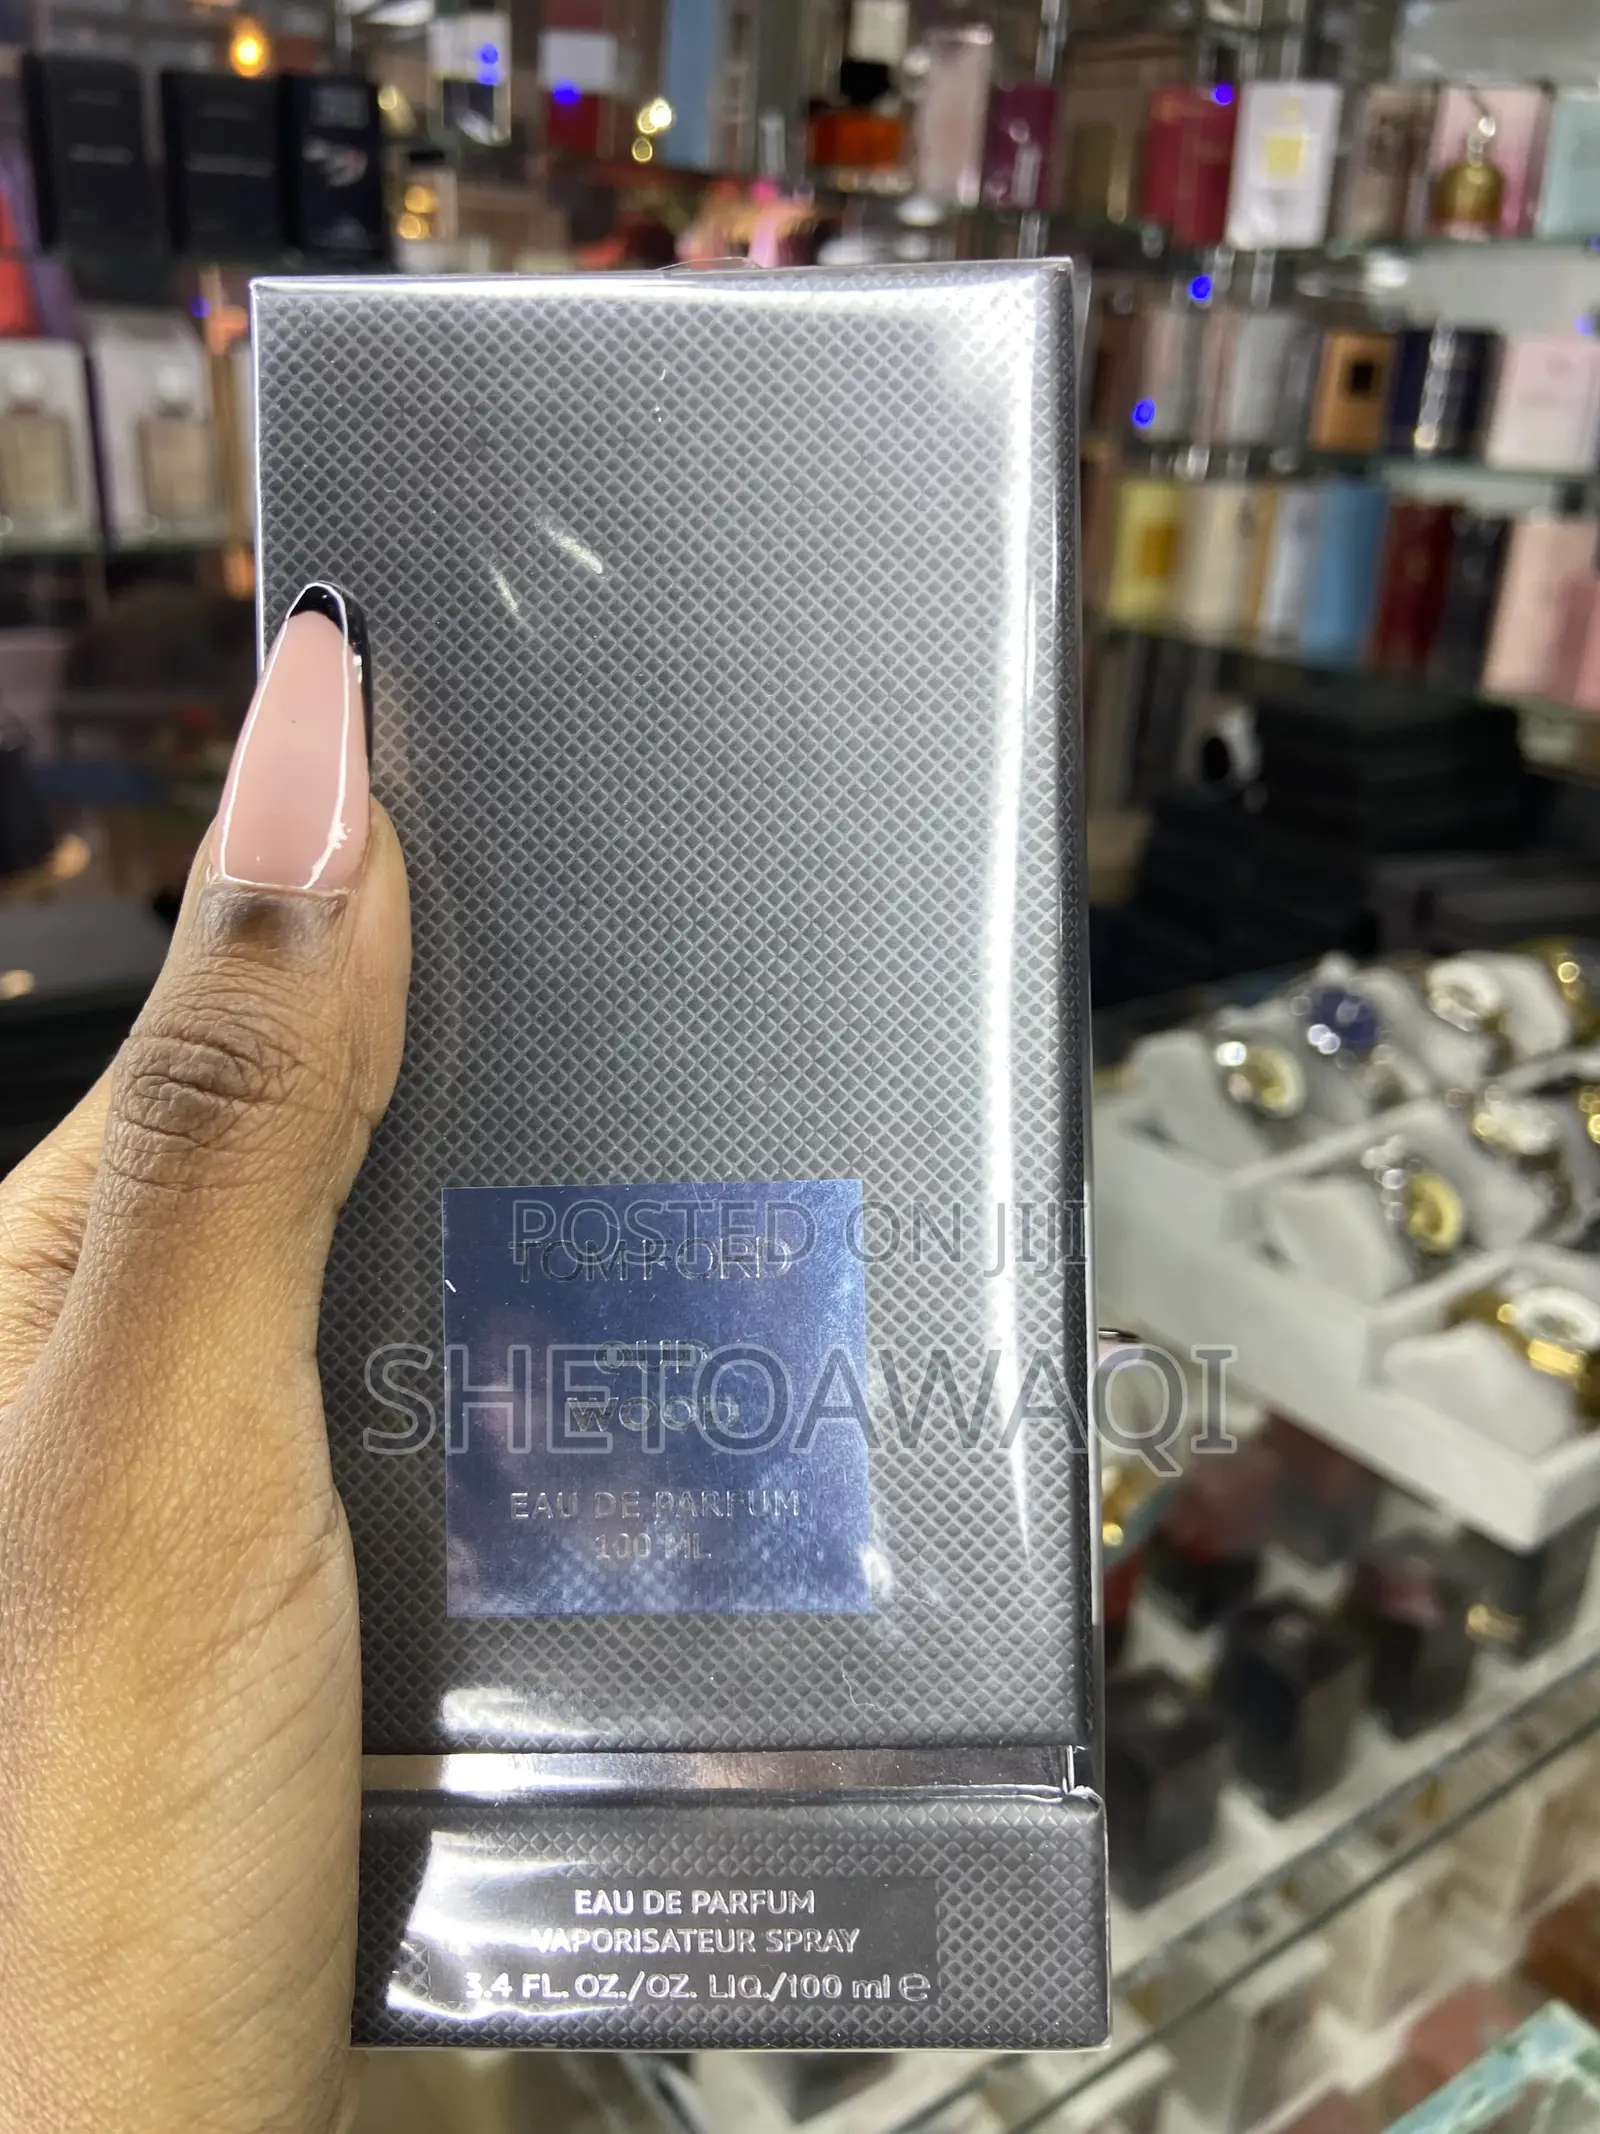 POSTED ON JIJI
TOM FORD
OUD
WOOD
SHETOAWAQI
EAU DE PARFUM
100 ML
EAU DE PARFUM
VAPORISATEUR SPRAY
3.4 FL. OZ./OZ. LIQ./100 ml ℮